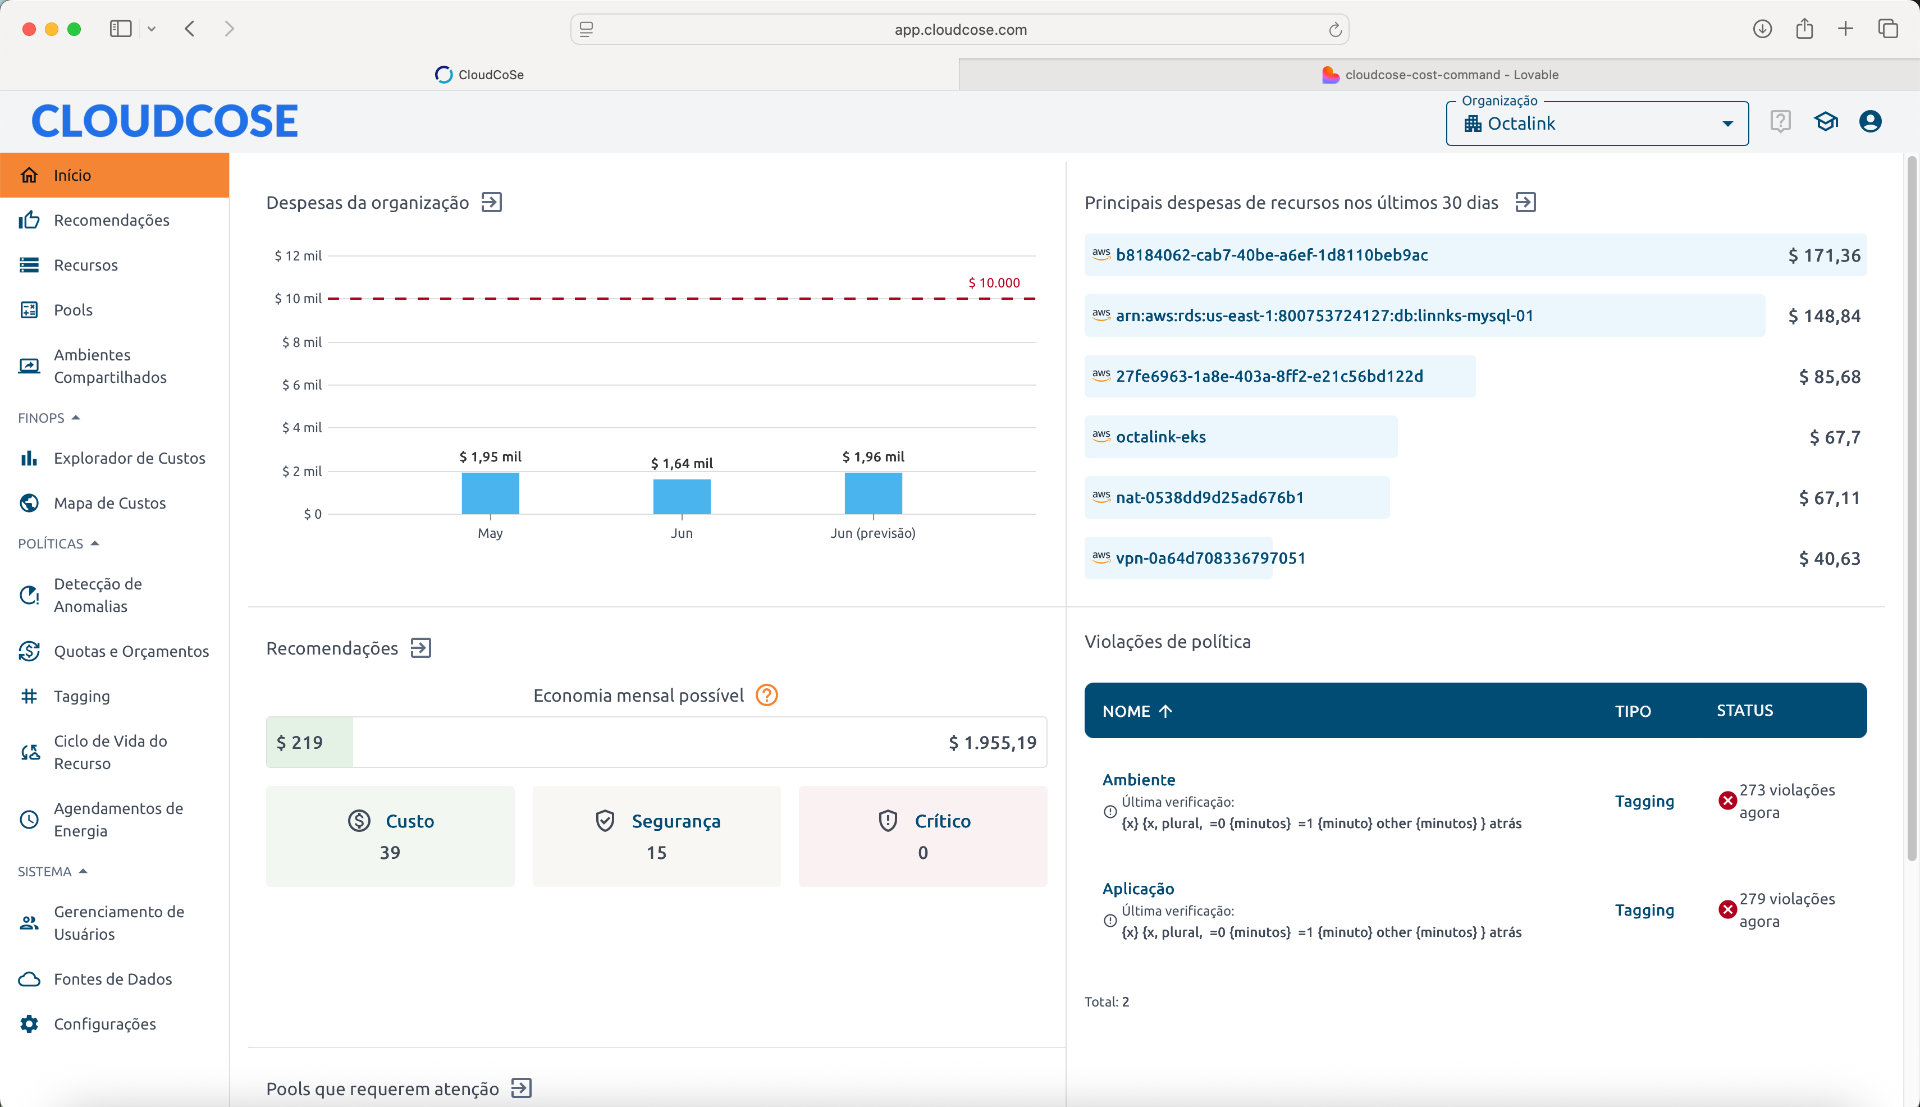 app.cloudcose.com
CloudCoSe
cloudcose-cost-command - Lovable
CLOUDCOSE
Organização
Octalink
Início
Recomendações
Recursos
Pools
Ambientes
Compartilhados
FINOPS
Explorador de Custos
Mapa de Custos
POLÍTICAS
Detecção de
Anomalias
Quotas e Orçamentos
Tagging
Ciclo de Vida do
Recurso
Agendamentos de
Energia
SISTEMA
Gerenciamento de
Usuários
Fontes de Dados
Configurações
Despesas da organização
$ 12 mil
$ 10.000
$ 10 mil
$ 8 mil
$ 6 mil
$ 4 mil
$ 2 mil
$ 0
$ 1,95 mil
$ 1,64 mil
$ 1,96 mil
May
Jun
Jun (previsão)
Principais despesas de recursos nos últimos 30 dias
aws b8184062-cab7-40be-a6ef-1d8110beb9ac $ 171,36
aws arn:aws:rds:us-east-1:800753724127:db:linnks-mysql-01 $ 148,84
aws 27fe6963-1a8e-403a-8ff2-e21c56bd122d $ 85,68
aws octalink-eks $ 67,7
aws nat-0538dd9d25ad676b1 $ 67,11
aws vpn-0a64d708336797051 $ 40,63
Recomendações
Economia mensal possível
$ 219 $ 1.955,19
Custo
39
Segurança
15
Crítico
0
Violações de política
NOME TIPO STATUS
Ambiente
Última verificação:
{x} {x, plural, =0 {minutos} =1 {minuto} other {minutos} } atrás
Tagging
273 violações
agora
Aplicação
Última verificação:
{x} {x, plural, =0 {minutos} =1 {minuto} other {minutos} } atrás
Tagging
279 violações
agora
Total: 2
Pools que requerem atenção